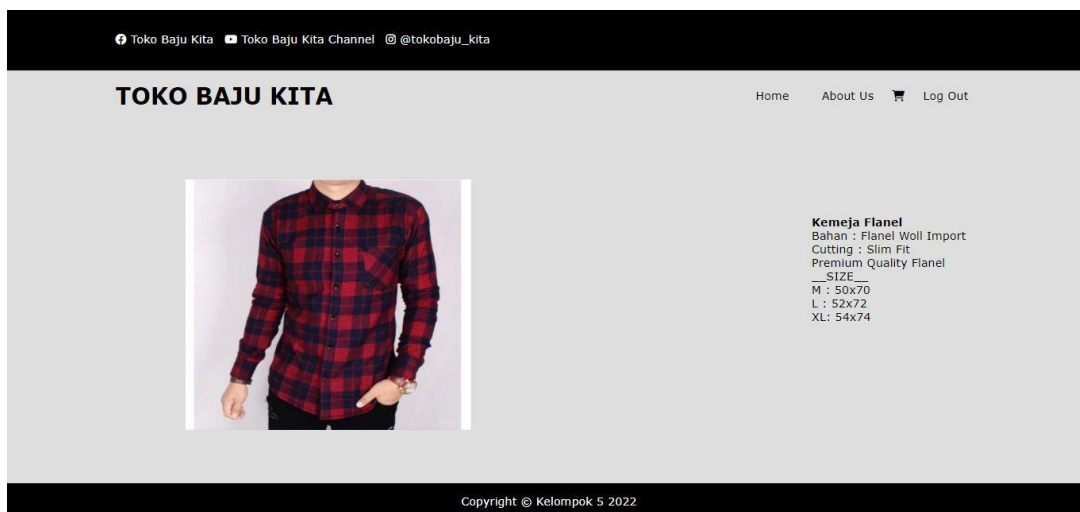 Toko Baju Kita Toko Baju Kita Channel @tokobaju_kita
TOKO BAJU KITA
Home About Us Log Out
Kemeja Flanel
Bahan : Flanel Woll Import
Cutting : Slim Fit
Premium Quality Flanel
__SIZE__
M : 50x70
L : 52x72
XL: 54x74
Copyright © Kelompok 5 2022